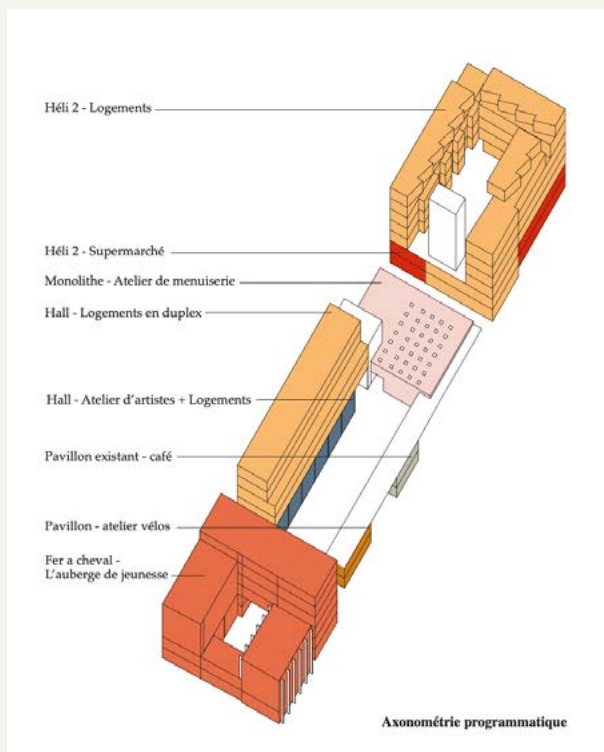 Héli 2 - Logements
Héli 2 - Supermarché
Monolithe - Atelier de menuiserie
Hall - Logements en duplex
Hall - Atelier d'artistes + Logements
Pavillon existant - café
Pavillon - atelier vélos
Fer a cheval -
L'auberge de jeunesse
Axonométrie programmatique